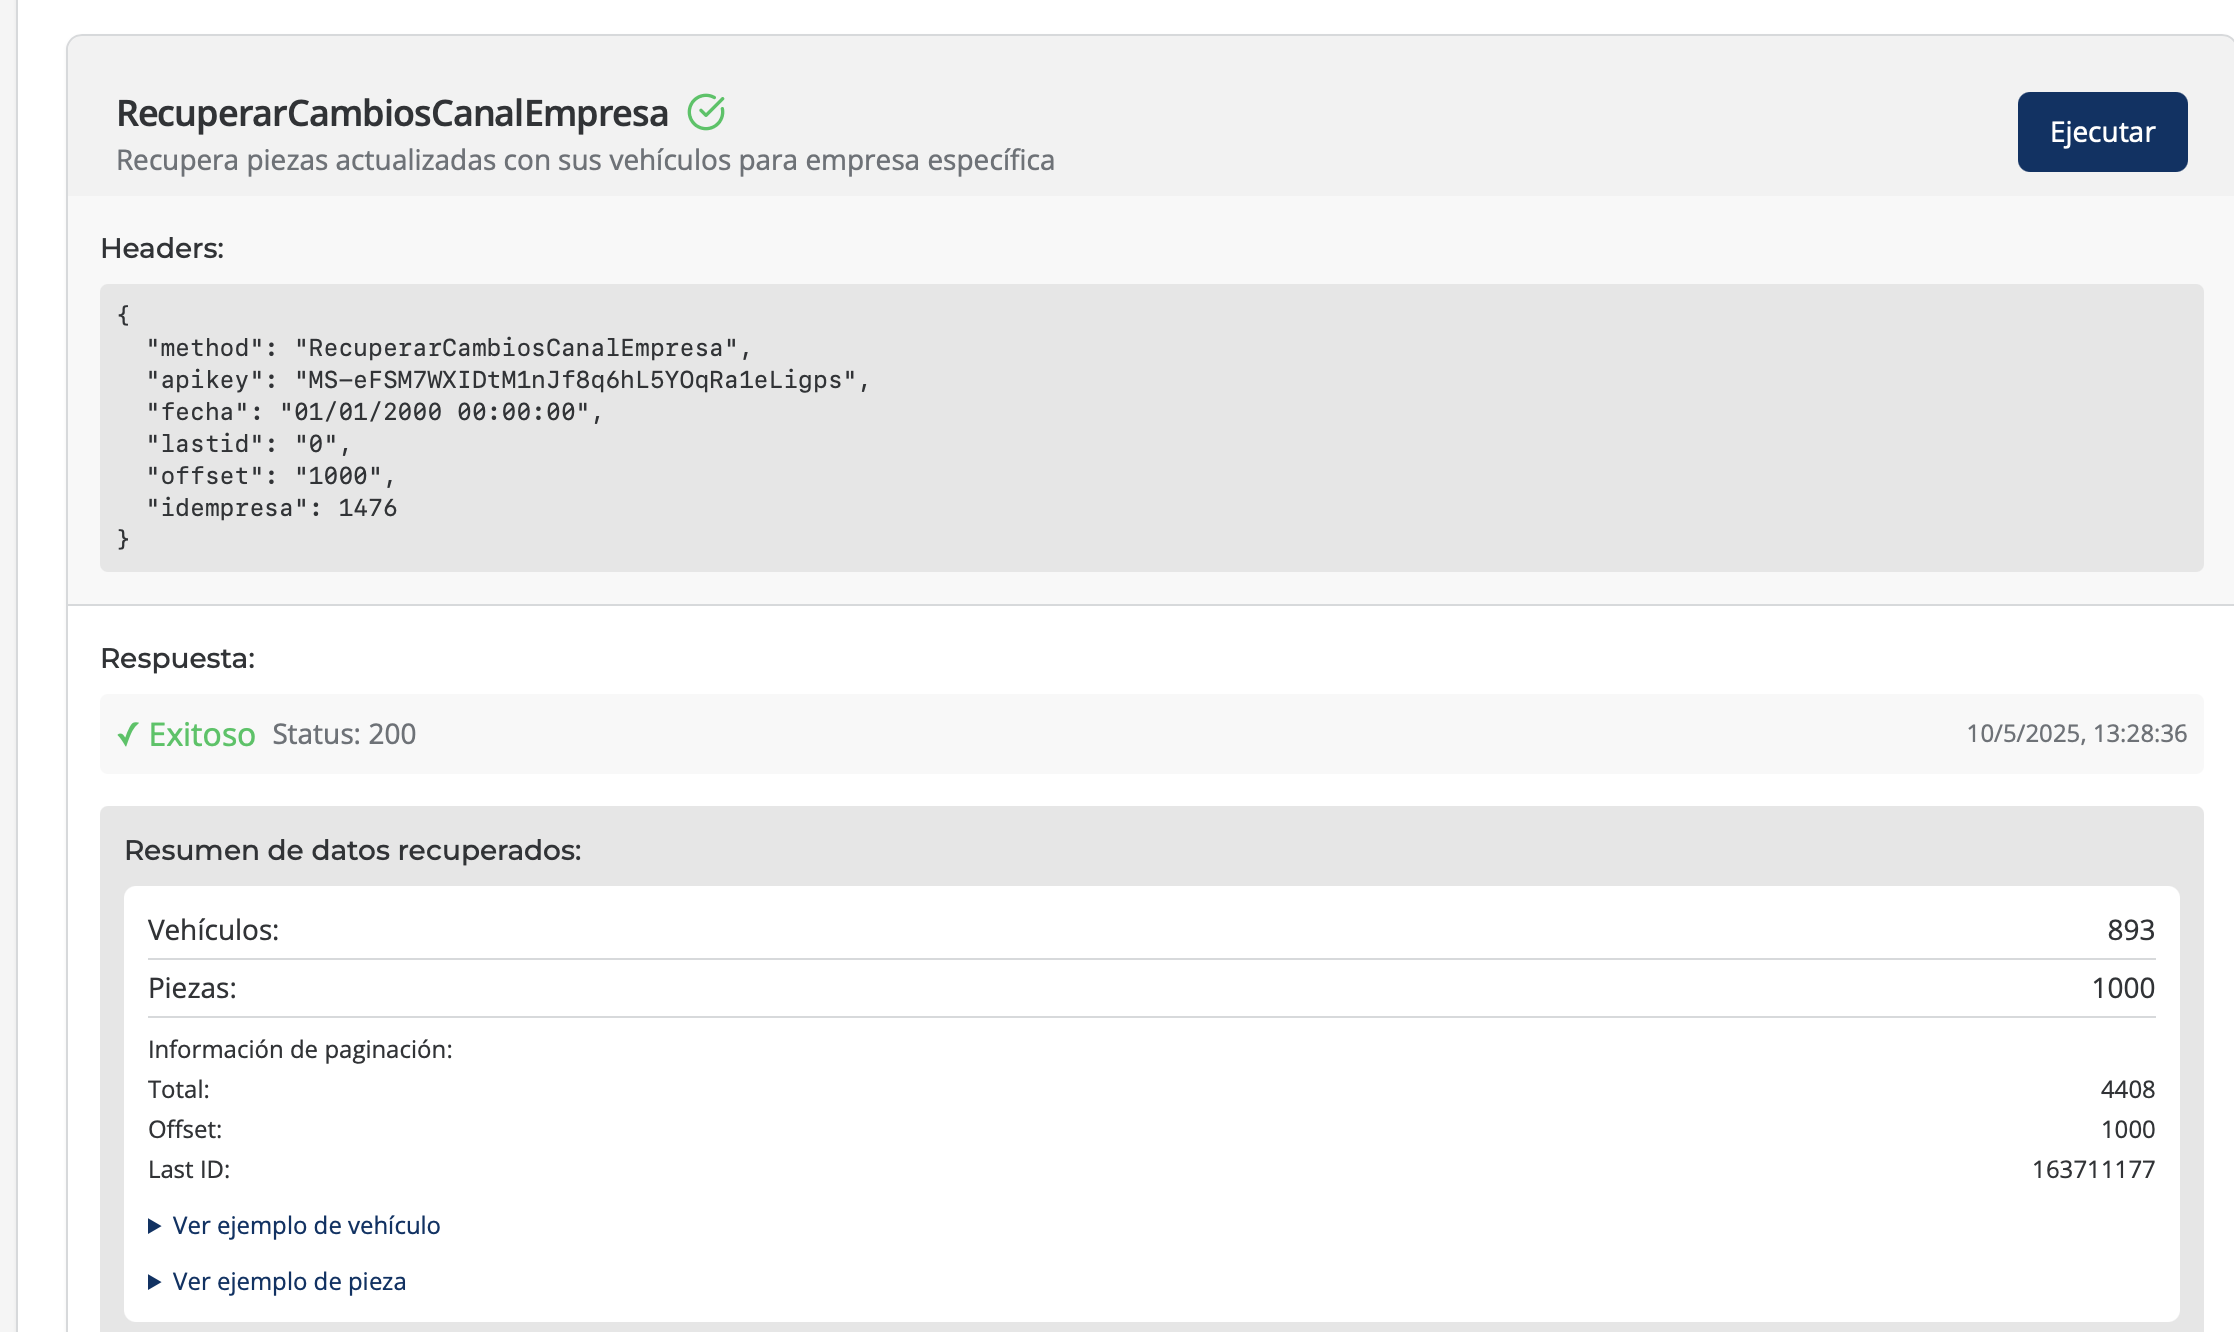 RecuperarCambiosCanalEmpresa
Recupera piezas actualizadas con sus vehículos para empresa específica
Ejecutar
Headers:
{
"method": "RecuperarCambiosCanalEmpresa",
"apikey": "MS-eFSM7WXIDtM1nJf8q6hL5YOqRa1eLigps",
"fecha": "01/01/2000 00:00:00",
"lastid": "0",
"offset": "1000",
"idempresa": 1476
}
Respuesta:
✓ Exitoso Status: 200 10/5/2025, 13:28:36
Resumen de datos recuperados:
Vehículos: 893
Piezas: 1000
Información de paginación:
Total: 4408
Offset: 1000
Last ID: 163711177
▶ Ver ejemplo de vehículo
▶ Ver ejemplo de pieza